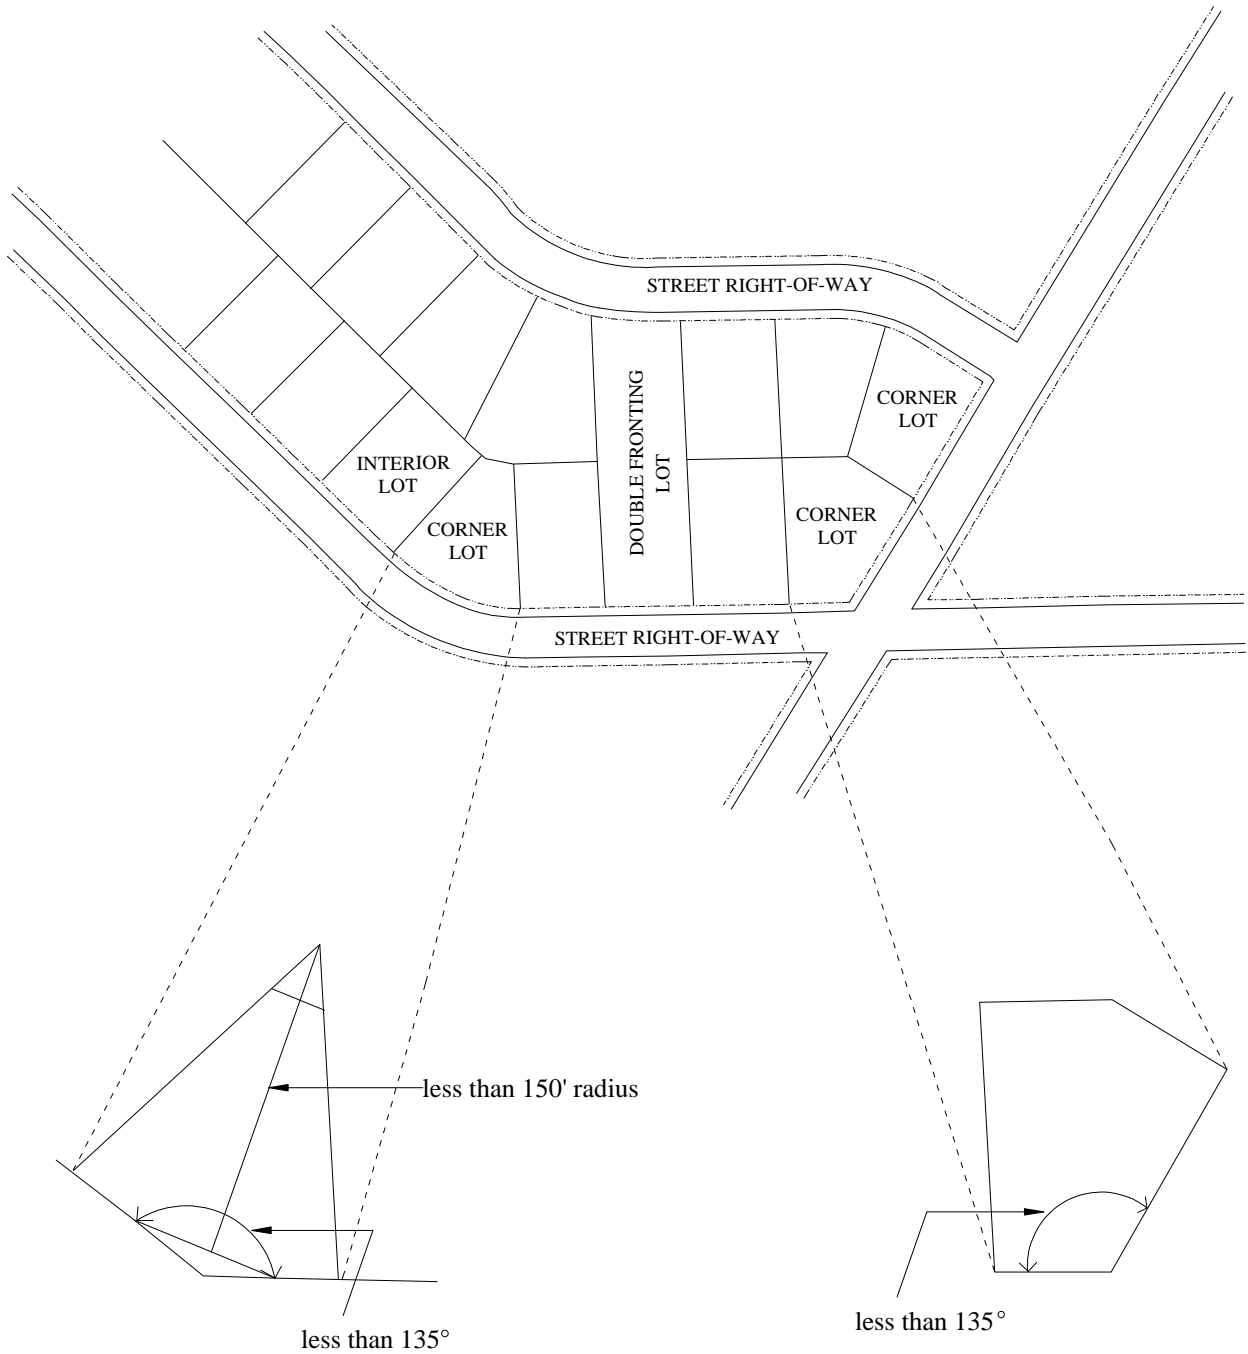 STREET RIGHT-OF-WAY
CORNER
LOT
DOUBLE FRONTING
LOT
INTERIOR
LOT
CORNER
LOT
CORNER
LOT
STREET RIGHT-OF-WAY
less than 150' radius
less than 135°
less than 135°